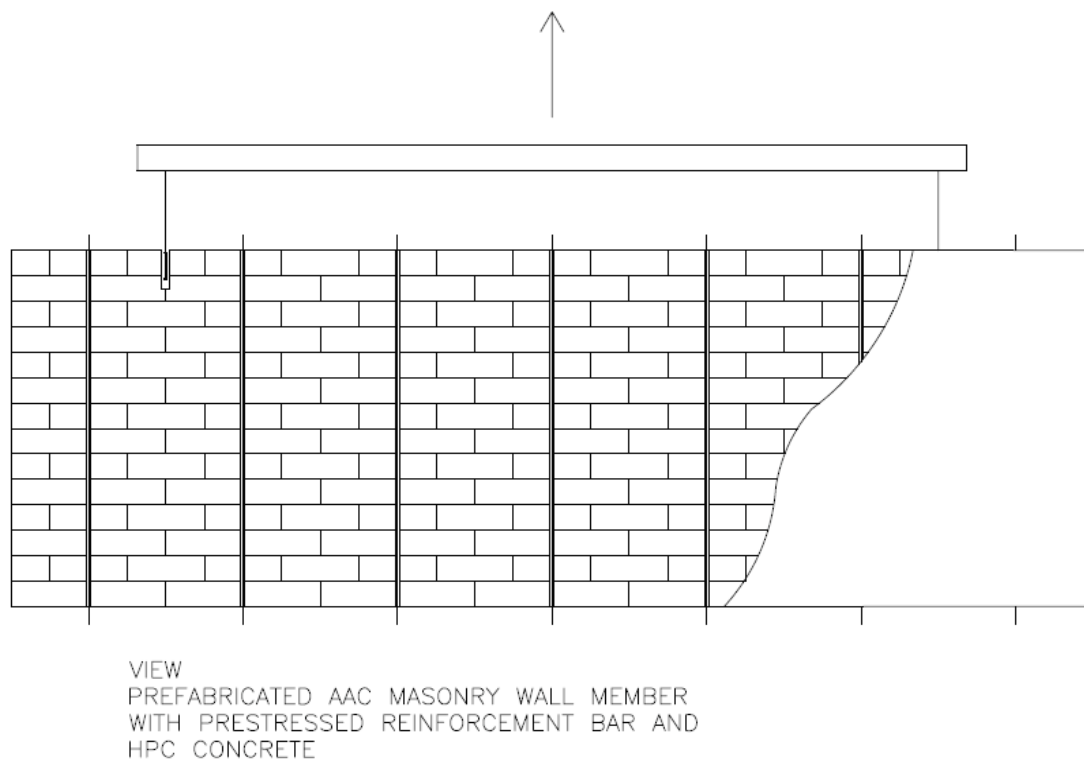 VIEW
PREFABRICATED AAC MASONRY WALL MEMBER
WITH PRESTRESSED REINFORCEMENT BAR AND
HPC CONCRETE